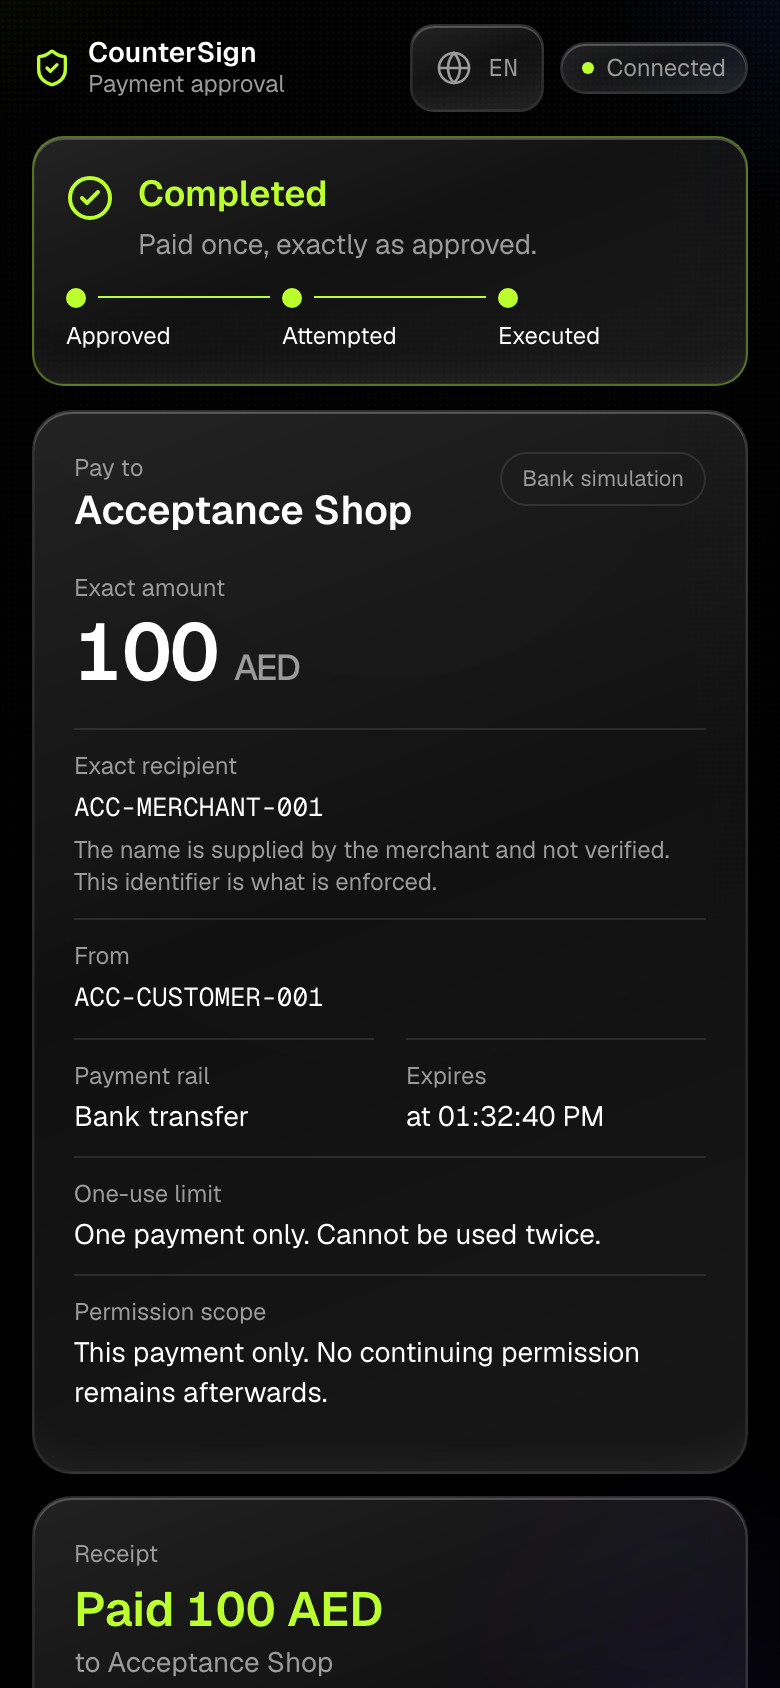 CounterSign
Payment approval
EN
Connected
Completed
Paid once, exactly as approved.
Approved
Attempted
Executed
Pay to
Bank simulation
Acceptance Shop
Exact amount
100 AED
Exact recipient
ACC-MERCHANT-001
The name is supplied by the merchant and not verified.
This identifier is what is enforced.
From
ACC-CUSTOMER-001
Payment rail
Bank transfer
Expires
at 01:32:40 PM
One-use limit
One payment only. Cannot be used twice.
Permission scope
This payment only. No continuing permission
remains afterwards.
Receipt
Paid 100 AED
to Acceptance Shop